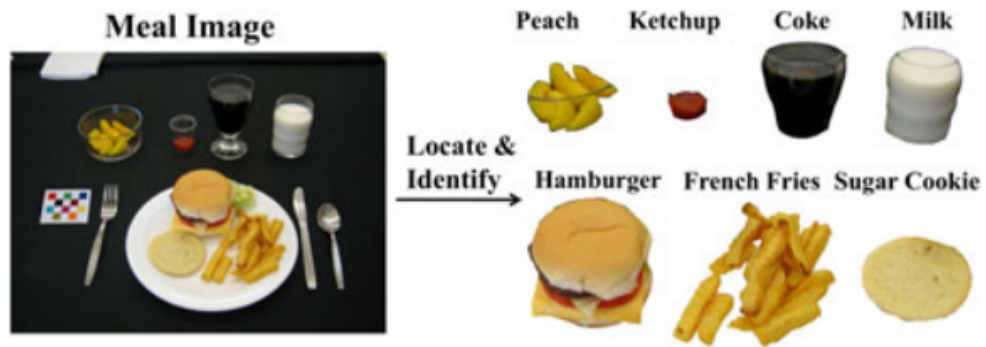 Meal Image
Peach Ketchup Coke Milk
Locate &
Identify
Hamburger French Fries Sugar Cookie